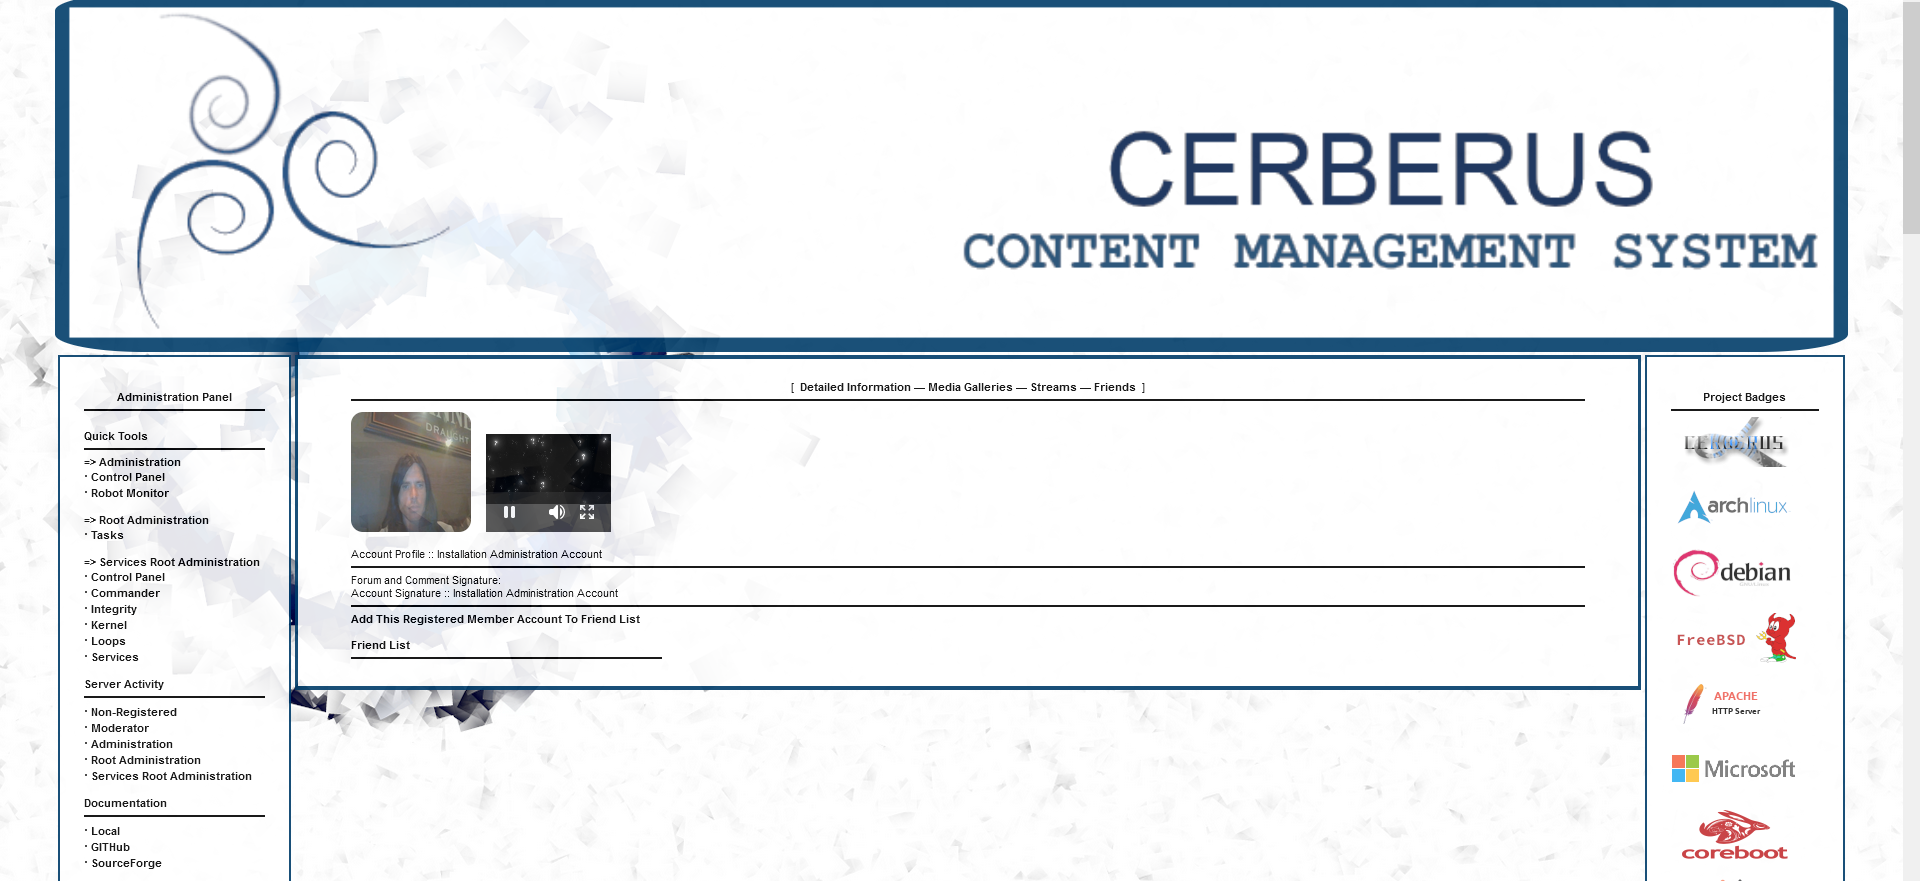 CERBERUS
CONTENT MANAGEMENT SYSTEM
Administration Panel
Quick Tools
=> Administration
· Control Panel
· Robot Monitor
=> Root Administration
· Tasks
=> Services Root Administration
· Control Panel
· Commander
· Integrity
· Kernel
· Loops
· Services
Server Activity
· Non-Registered
· Moderator
· Administration
· Root Administration
· Services Root Administration
Documentation
· Local
· GITHub
· SourceForge
[ Detailed Information — Media Galleries — Streams — Friends ]
DRAUGHT
Account Profile :: Installation Administration Account
Forum and Comment Signature:
Account Signature :: Installation Administration Account
Add This Registered Member Account To Friend List
Friend List
Project Badges
CERBERUS
archlinux
debian
FreeBSD
APACHE
HTTP Server
Microsoft
coreboot